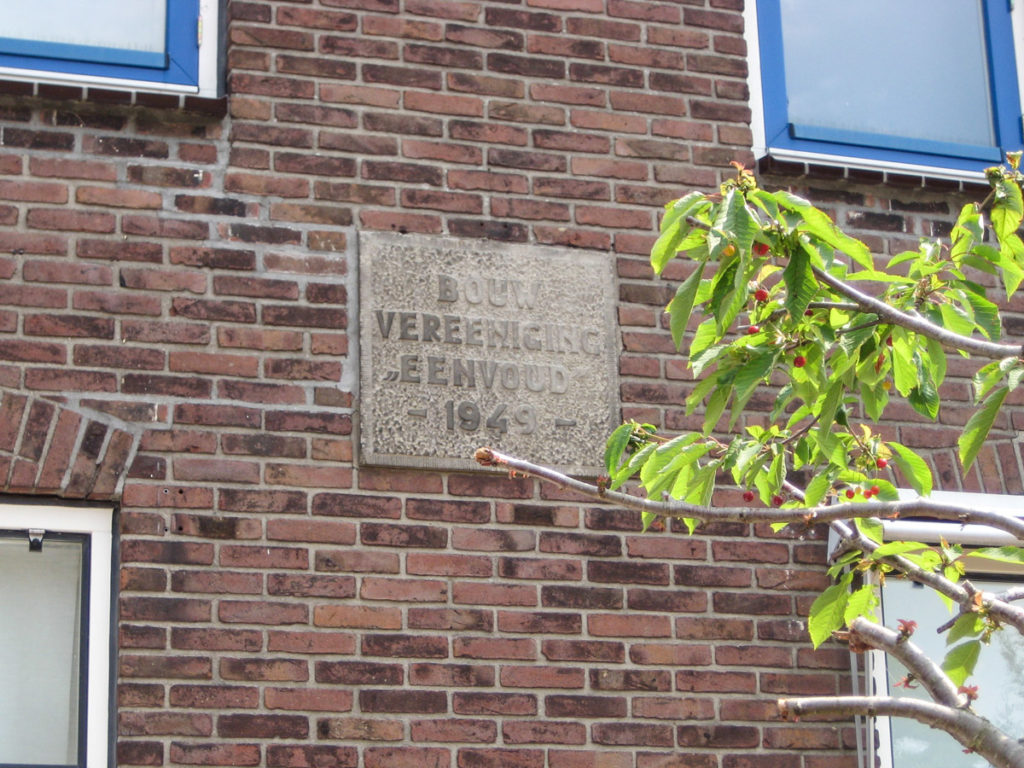 BOUW
VEREENIGING
„EENVOUD"
- 1949 -